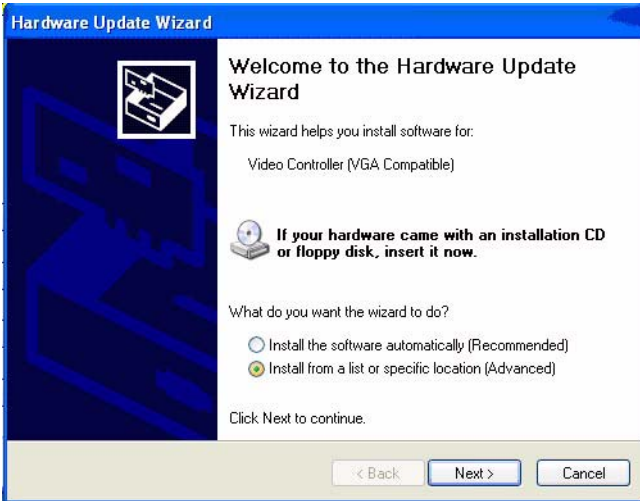 Hardware Update Wizard
Welcome to the Hardware Update
Wizard
This wizard helps you install software for:
Video Controller (VGA Compatible)
If your hardware came with an installation CD
or floppy disk, insert it now.
What do you want the wizard to do?
Install the software automatically (Recommended)
Install from a list or specific location (Advanced)
Click Next to continue.
< Back Next > Cancel